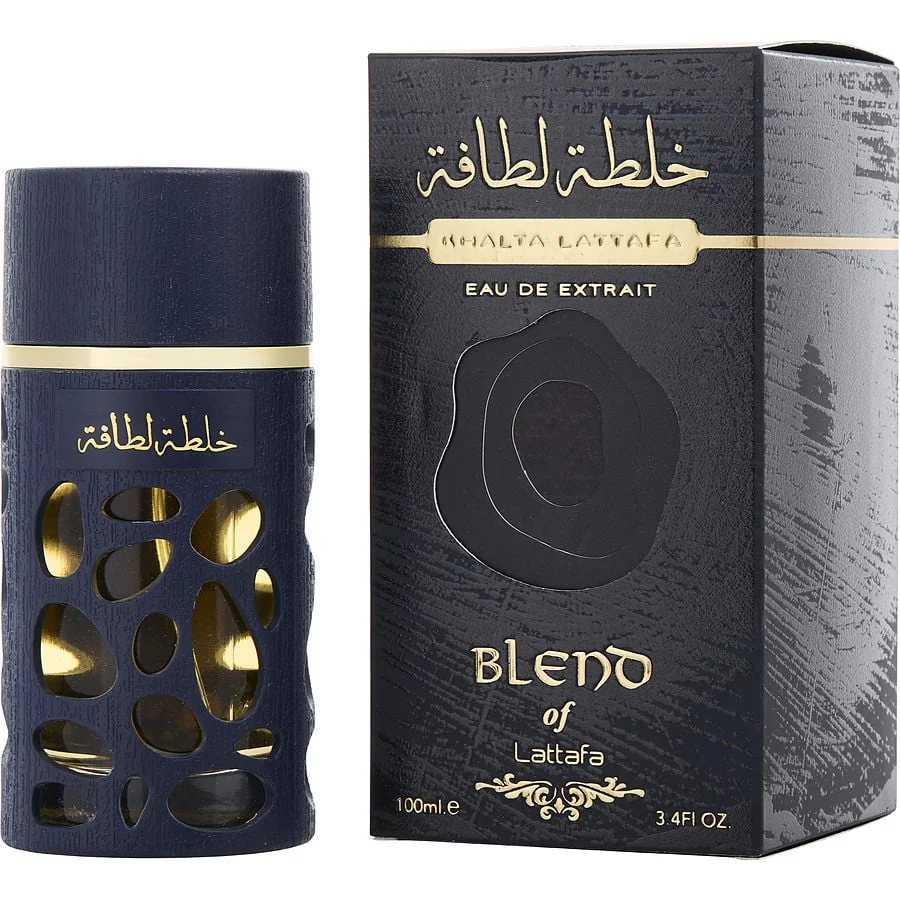 خلطة لطافة
KHALTA LATTAFA
EAU DE EXTRAIT
BLEND
of
Lattafa
100ml.e
3.4FI OZ.
خلطة لطافة